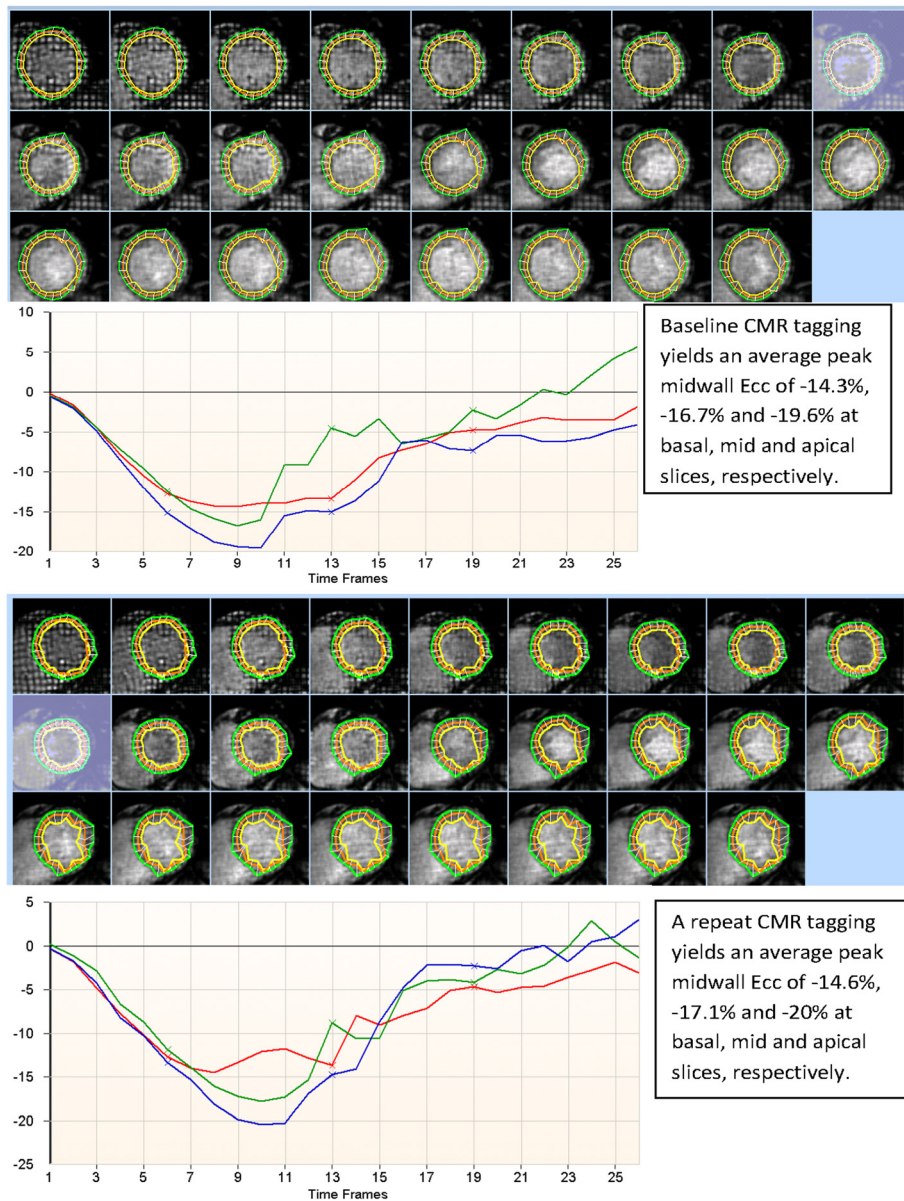 10
5
0
-5
-10
-15
-20
1 3 5 7 9 11 13 15 17 19 21 23 25
Time Frames
Baseline CMR tagging
yields an average peak
midwall Ecc of -14.3%,
-16.7% and -19.6% at
basal, mid and apical
slices, respectively.
5
0
-5
-10
-15
-20
-25
1 3 5 7 9 11 13 15 17 19 21 23 25
Time Frames
A repeat CMR tagging
yields an average peak
midwall Ecc of -14.6%,
-17.1% and -20% at
basal, mid and apical
slices, respectively.